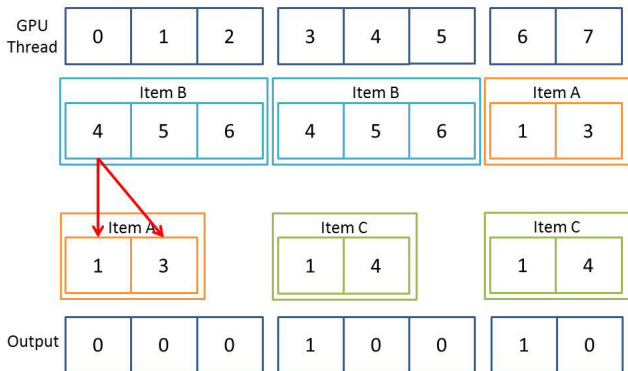 GPU Thread 0 1 2 3 4 5 6 7
Item B Item B Item A
4 5 6 4 5 6 1 3
Item A Item C Item C
1 3 1 4 1 4
Output 0 0 0 1 0 0 1 0